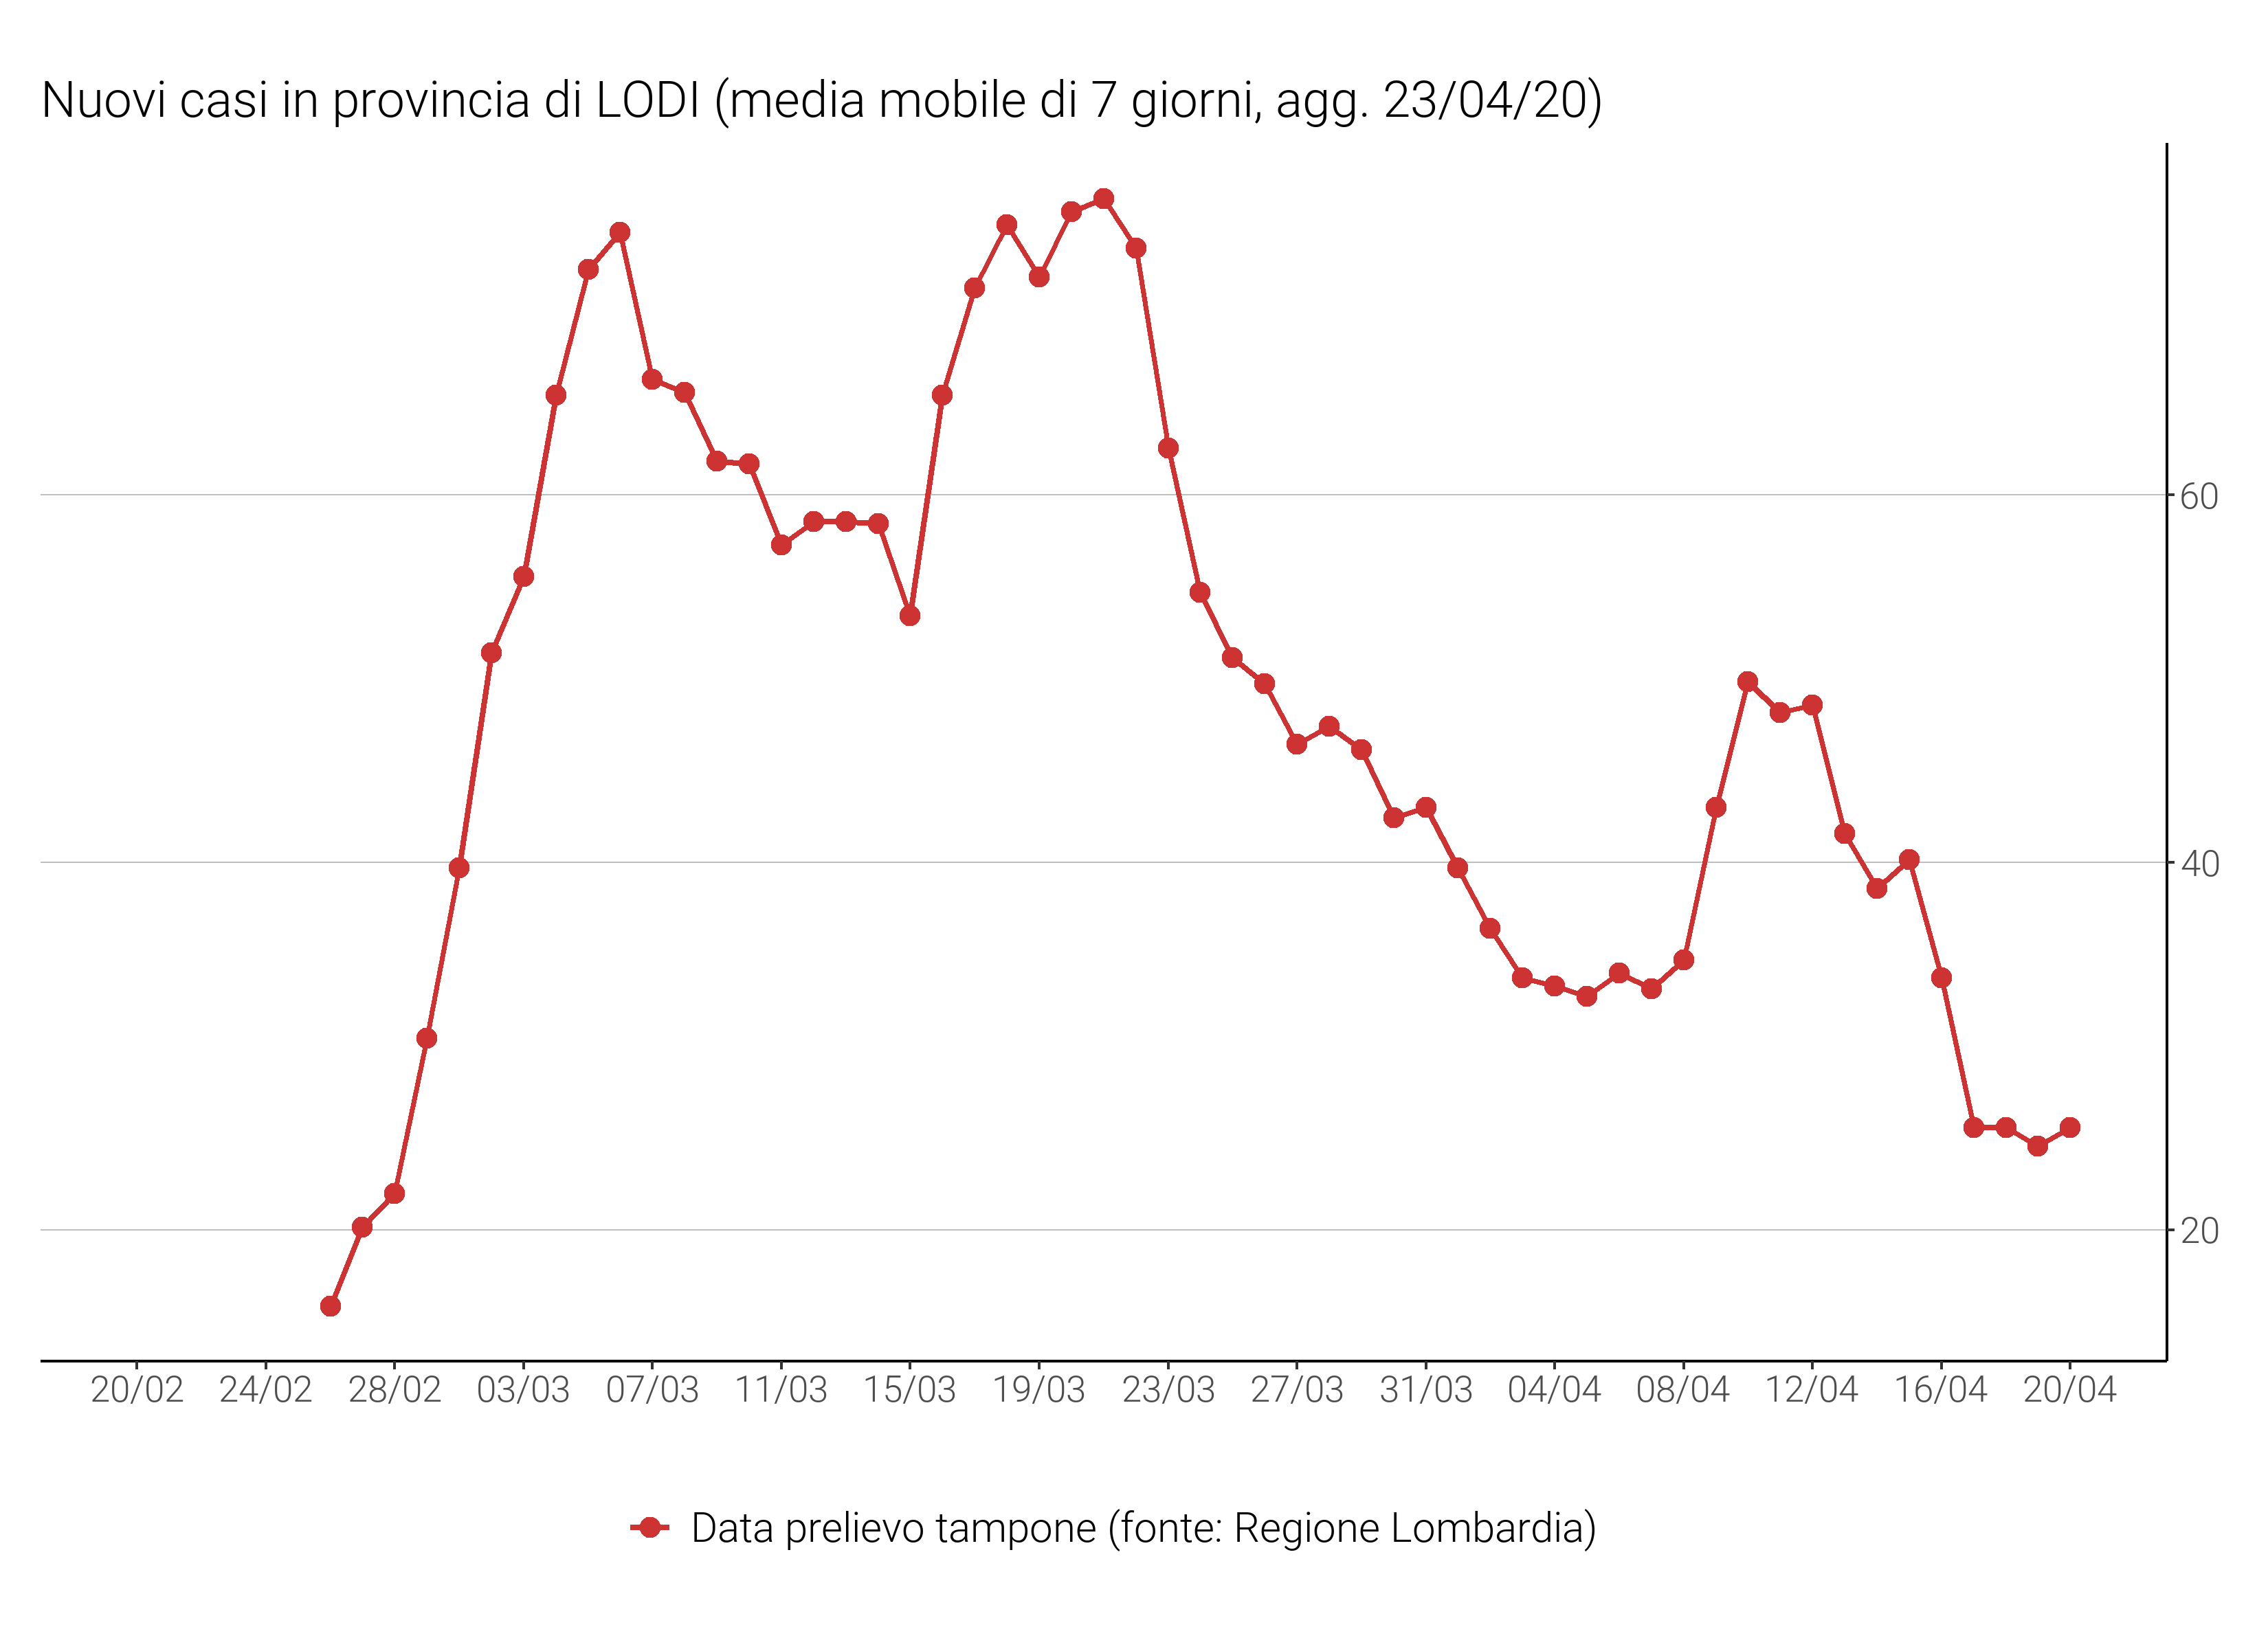 Nuovi casi in provincia di LODI (media mobile di 7 giorni, agg. 23/04/20)
60
40
20
20/02 24/02 28/02 03/03 07/03 11/03 15/03 19/03 23/03 27/03 31/03 04/04 08/04 12/04 16/04 20/04
Data prelievo tampone (fonte: Regione Lombardia)